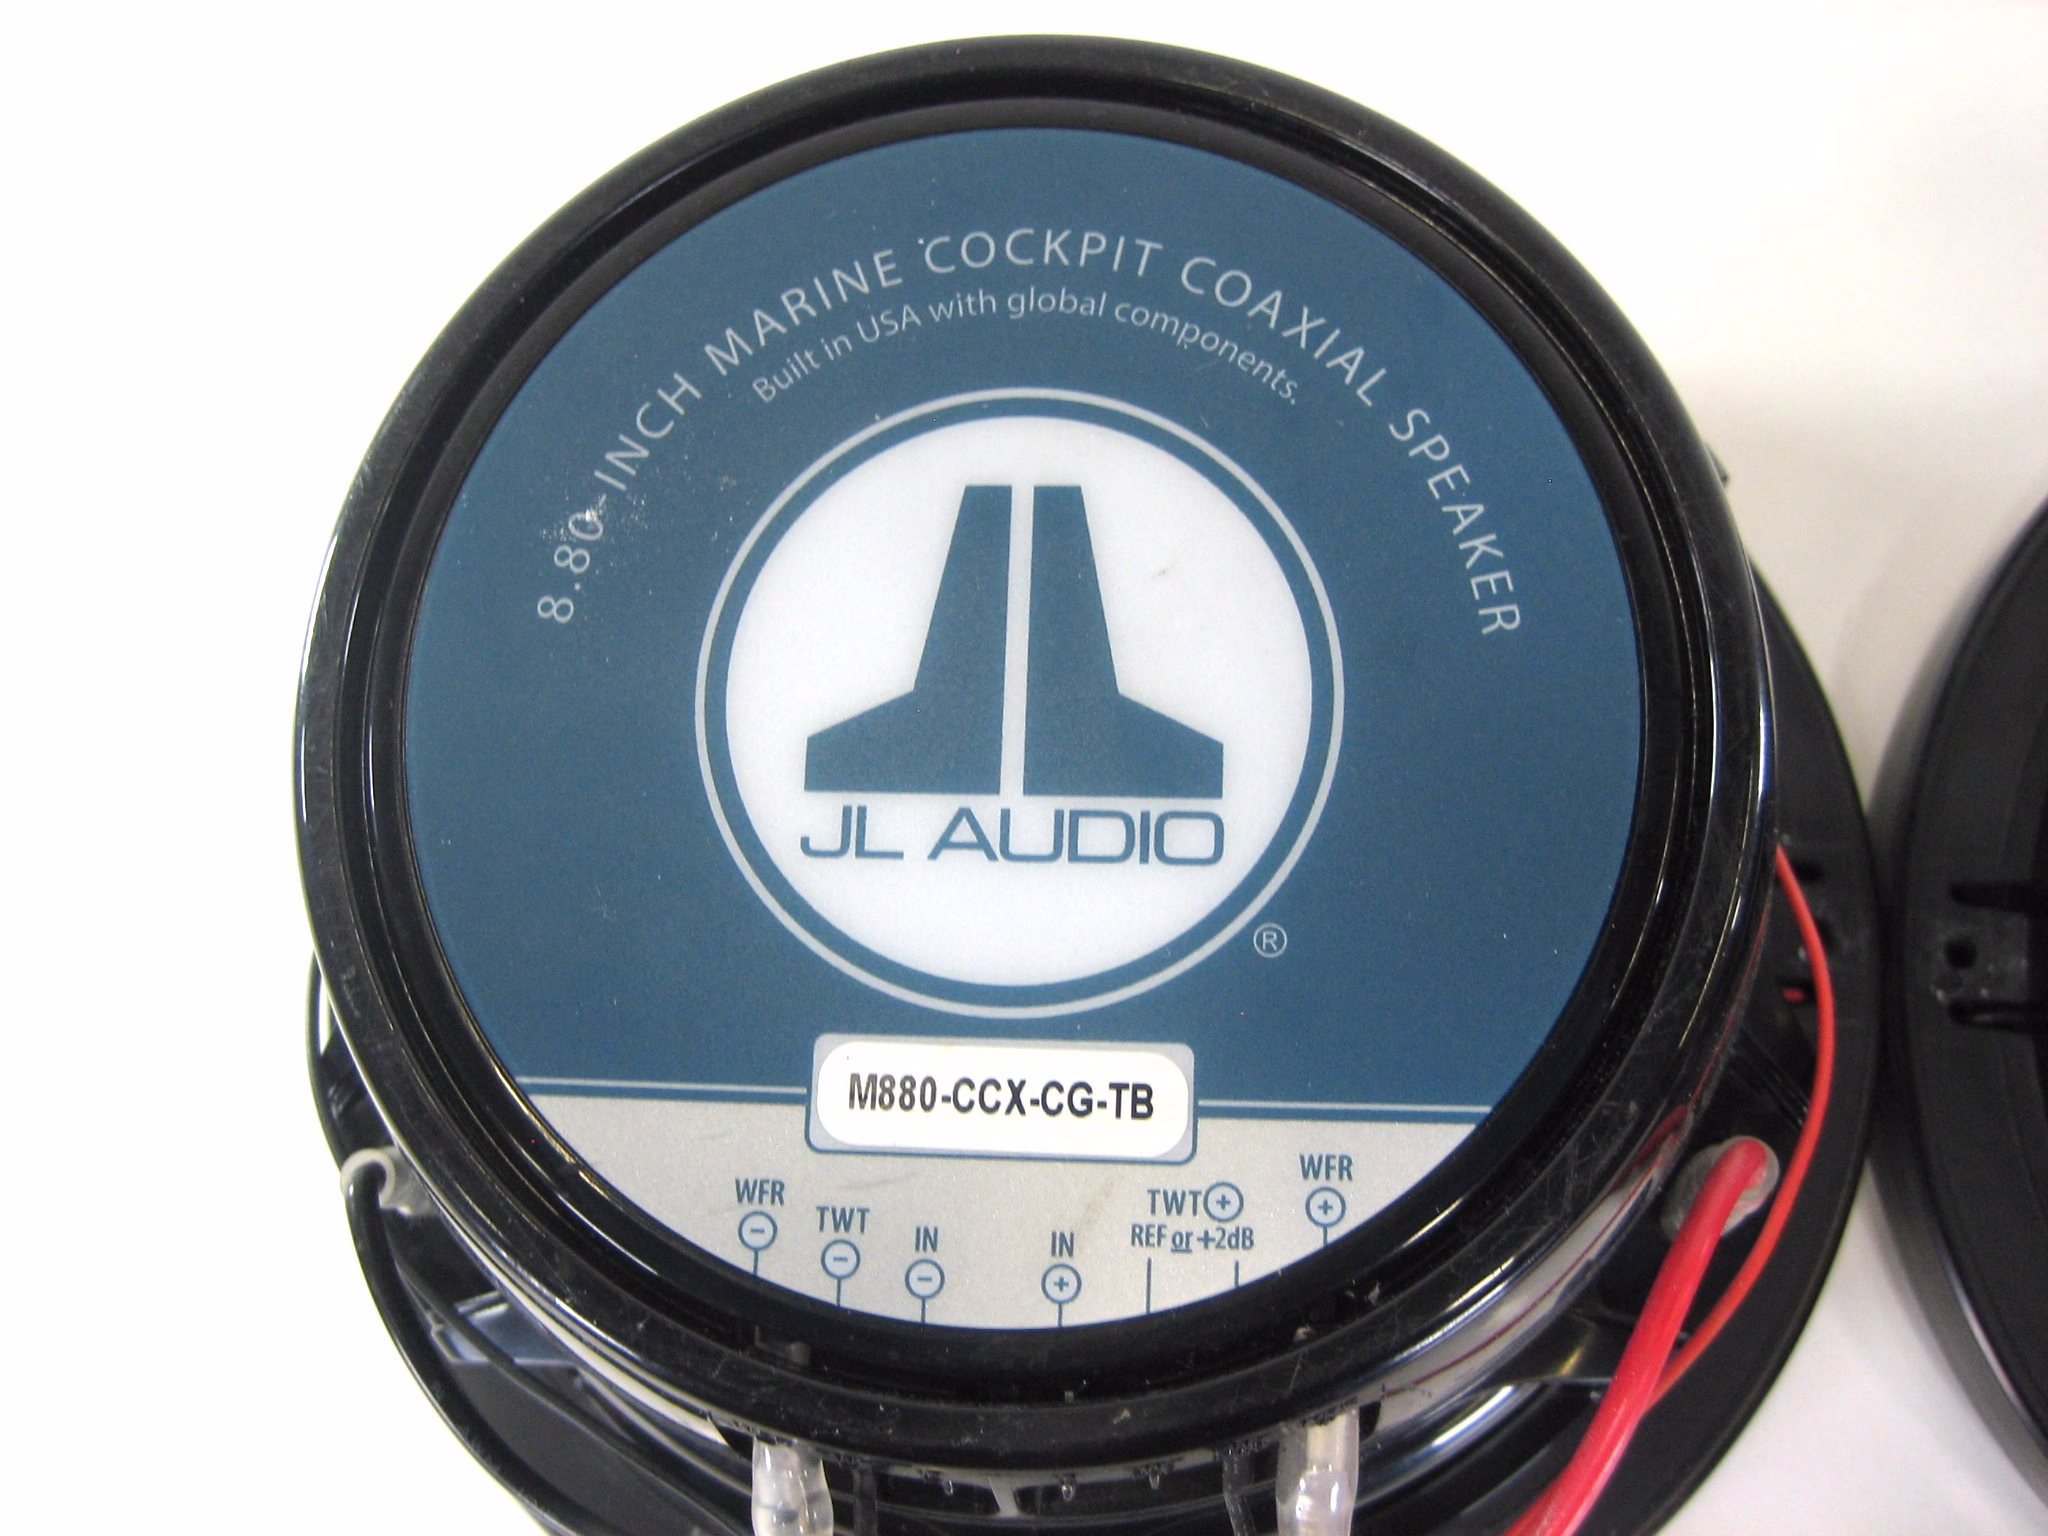 8.80-INCH MARINE COCKPIT COAXIAL SPEAKER
Built in USA with global components.
JL AUDIO
®
M880-CCX-CG-TB
WFR
TWT
IN
IN
TWT
REF or +2dB
WFR